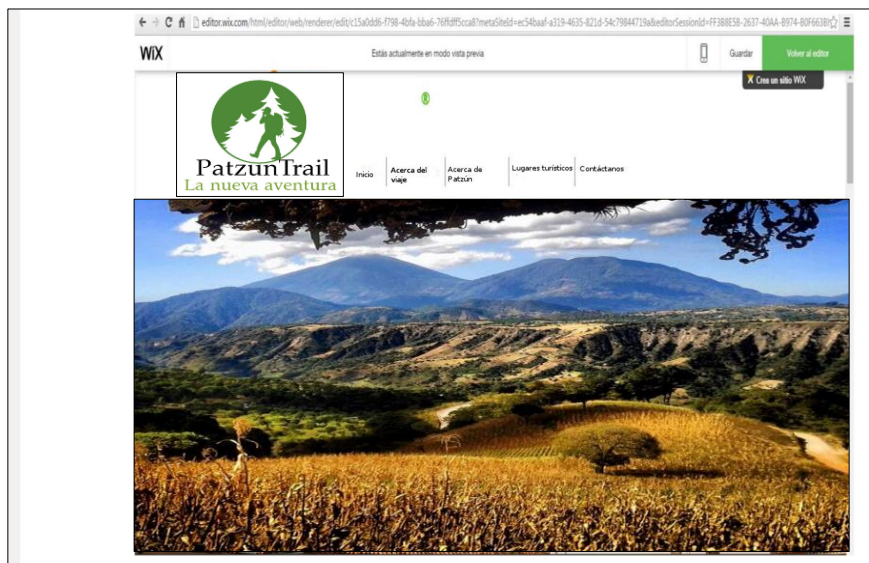 editor.wix.com/html/editor/web/renderer/edit/c15a0dd6-f798-4bfa-bba6-76ffdff5cca8?metaSiteId=ec54baaf-a319-4635-821d-54c79844719a&editorSessionId=FF3B8E58-2637-40AA-B974-B0F663B
WiX
Estás actualmente en modo vista previa
Guardar
Volver al editor
Crea un sitio WiX
PatzunTrail
La nueva aventura
Inicio
Acerca del
viaje
Acerca de
Patzún
Lugares turísticos
Contáctanos